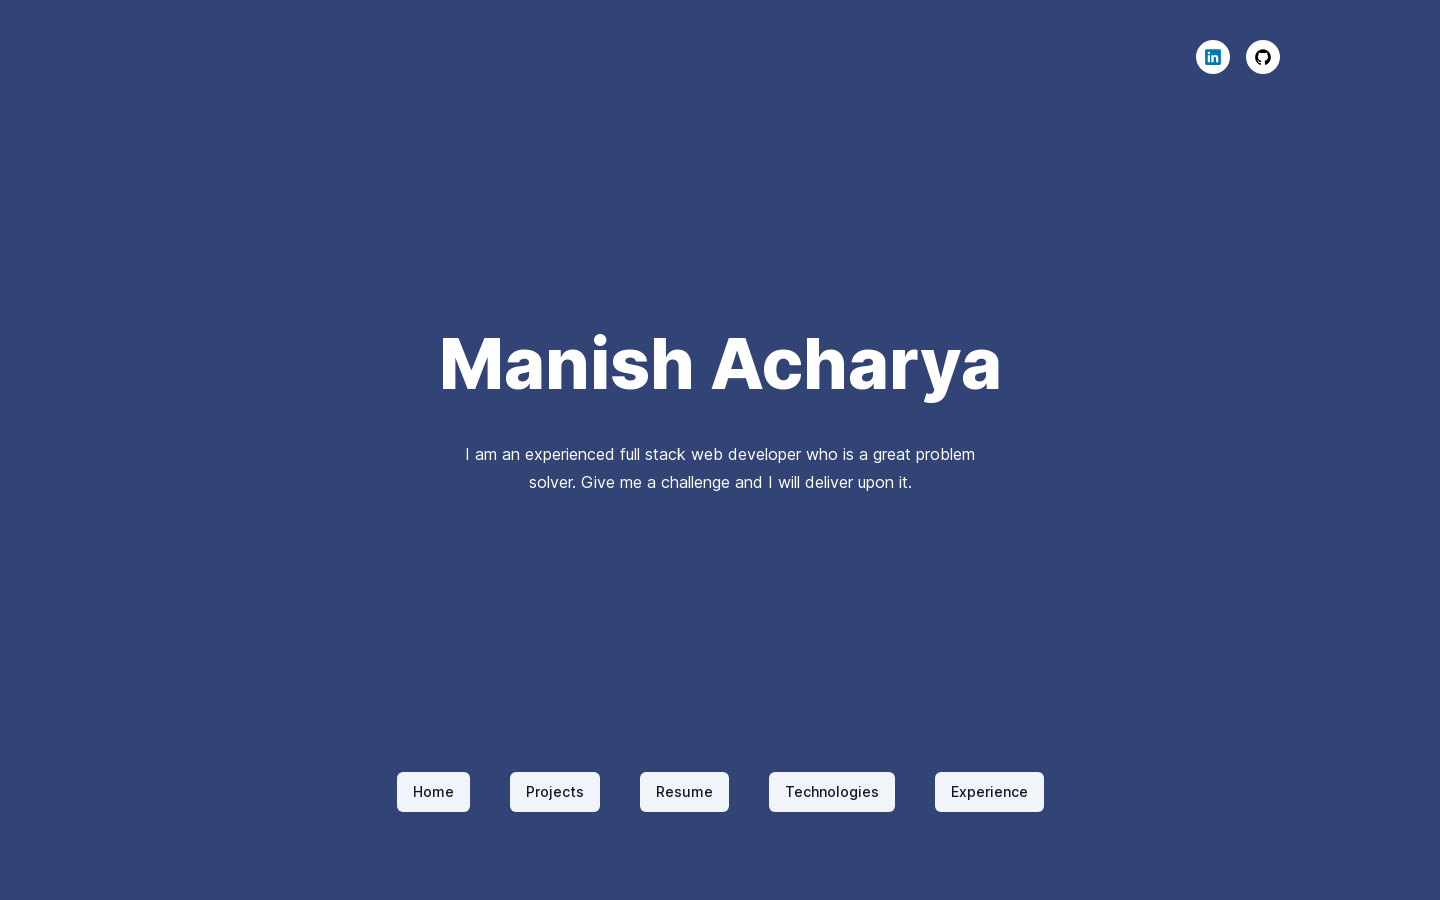 Manish Acharya
I am an experienced full stack web developer who is a great problem
solver. Give me a challenge and I will deliver upon it.
Home
Projects
Resume
Technologies
Experience